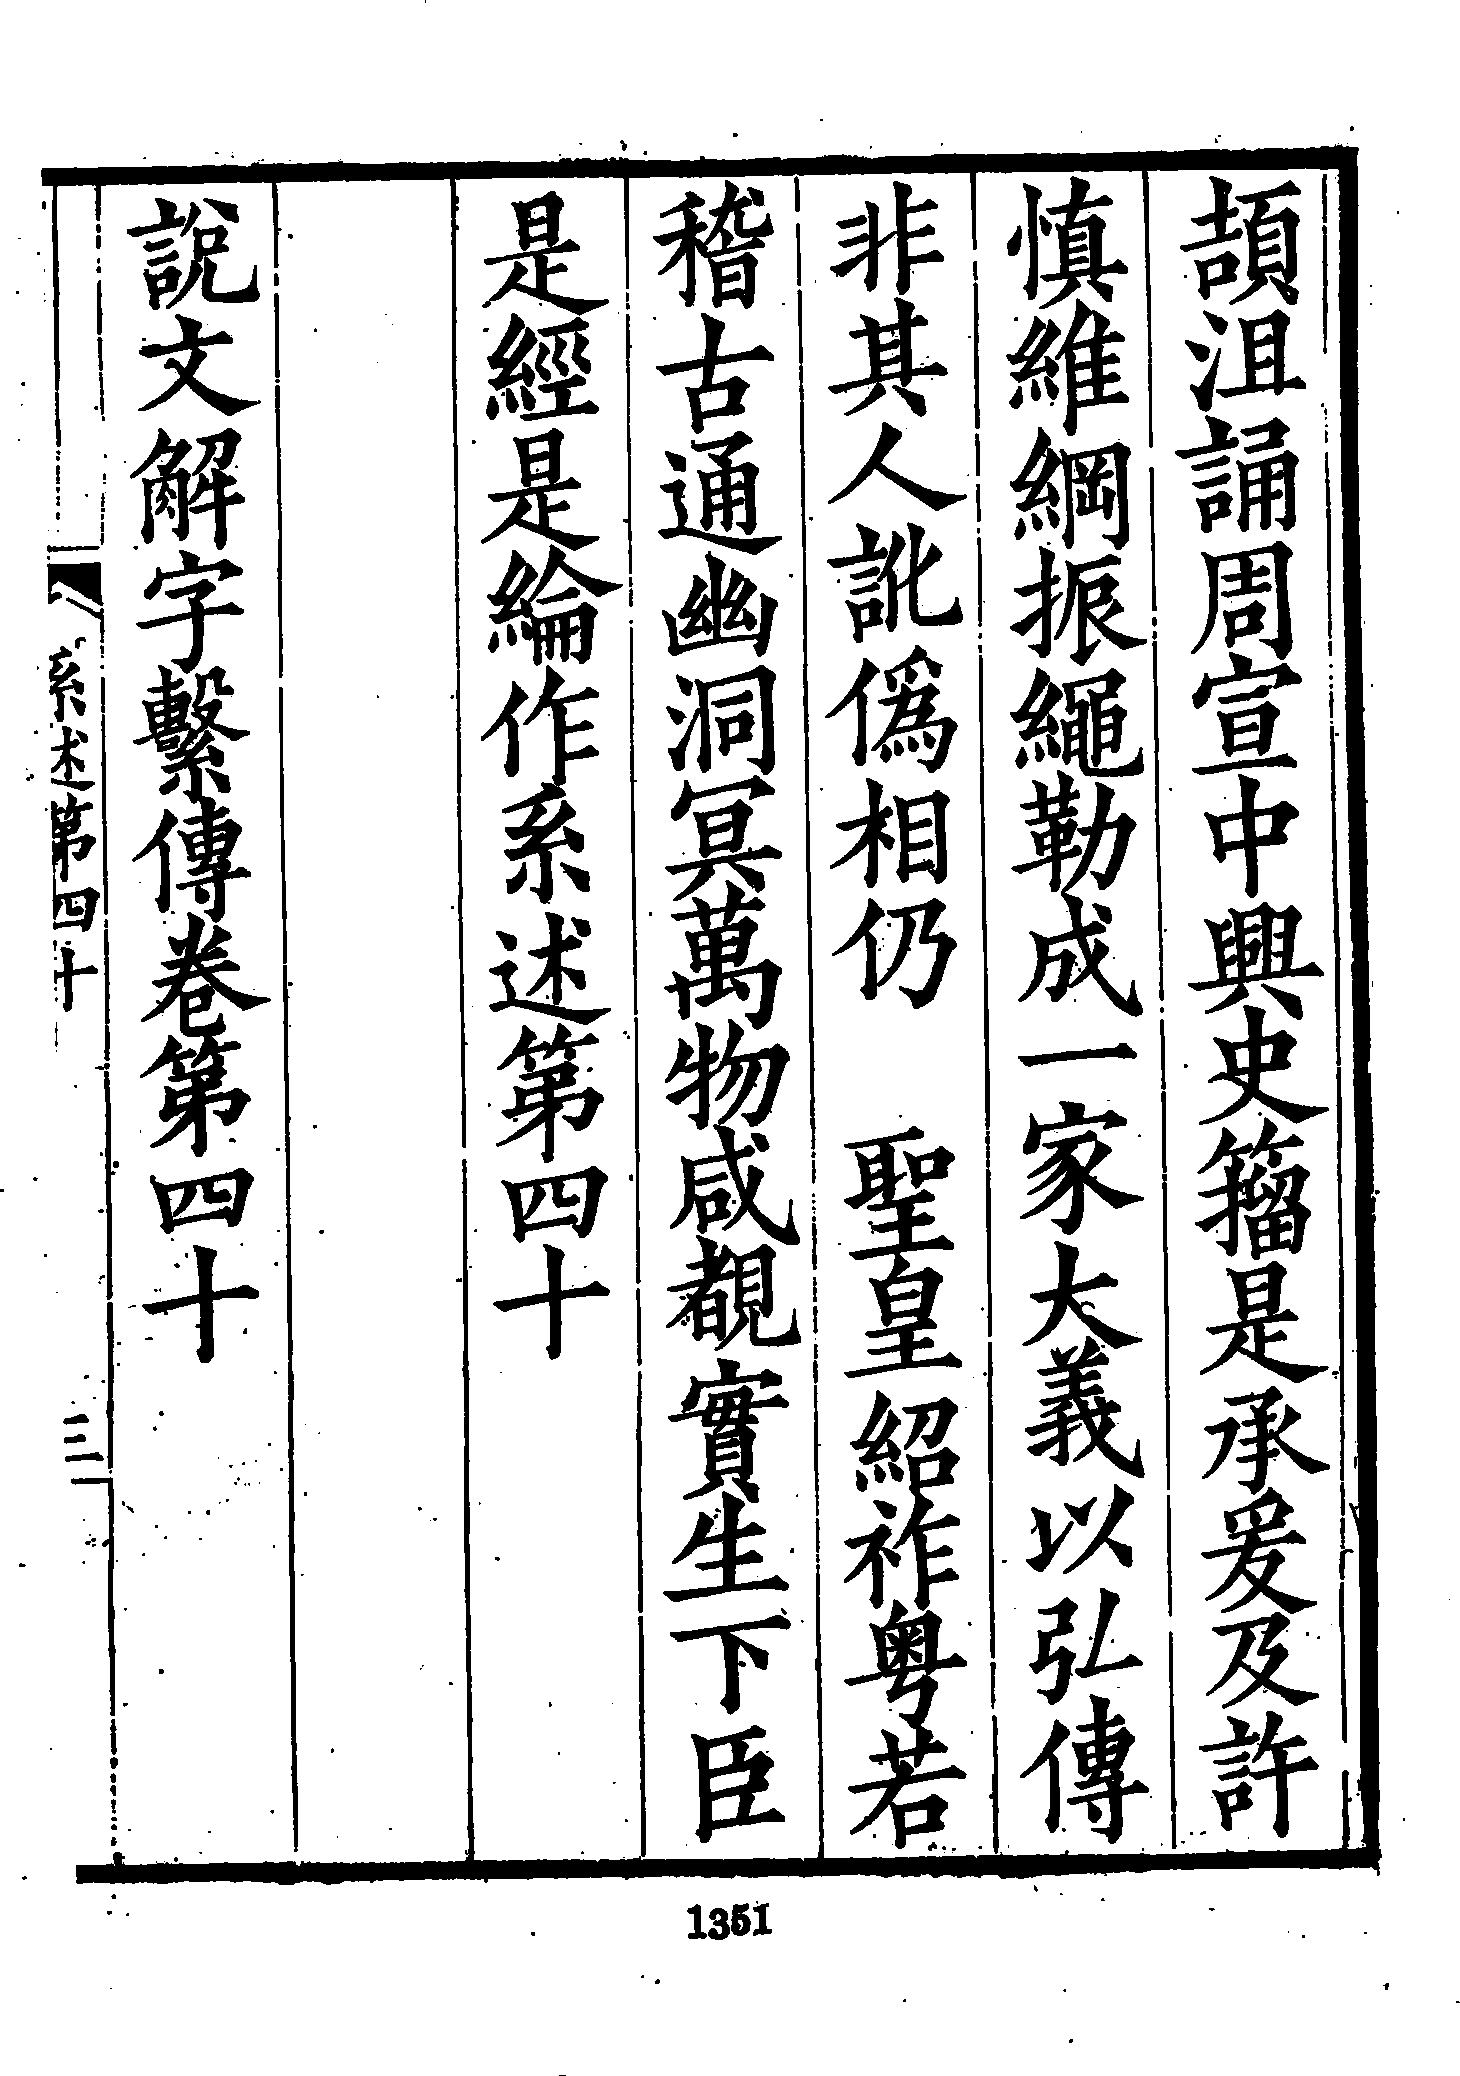 頡沮誦周宣中興史籀是承爰及許
慎維綱振繩勒成一家大義以弘傳
非其人訛偽相仍　聖皇紹祚粵若
稽古通幽洞冥萬物咸覩實生下臣
是經是綸作系述第四十
說文解字繫傳卷第四十
系述第四十
三
1351